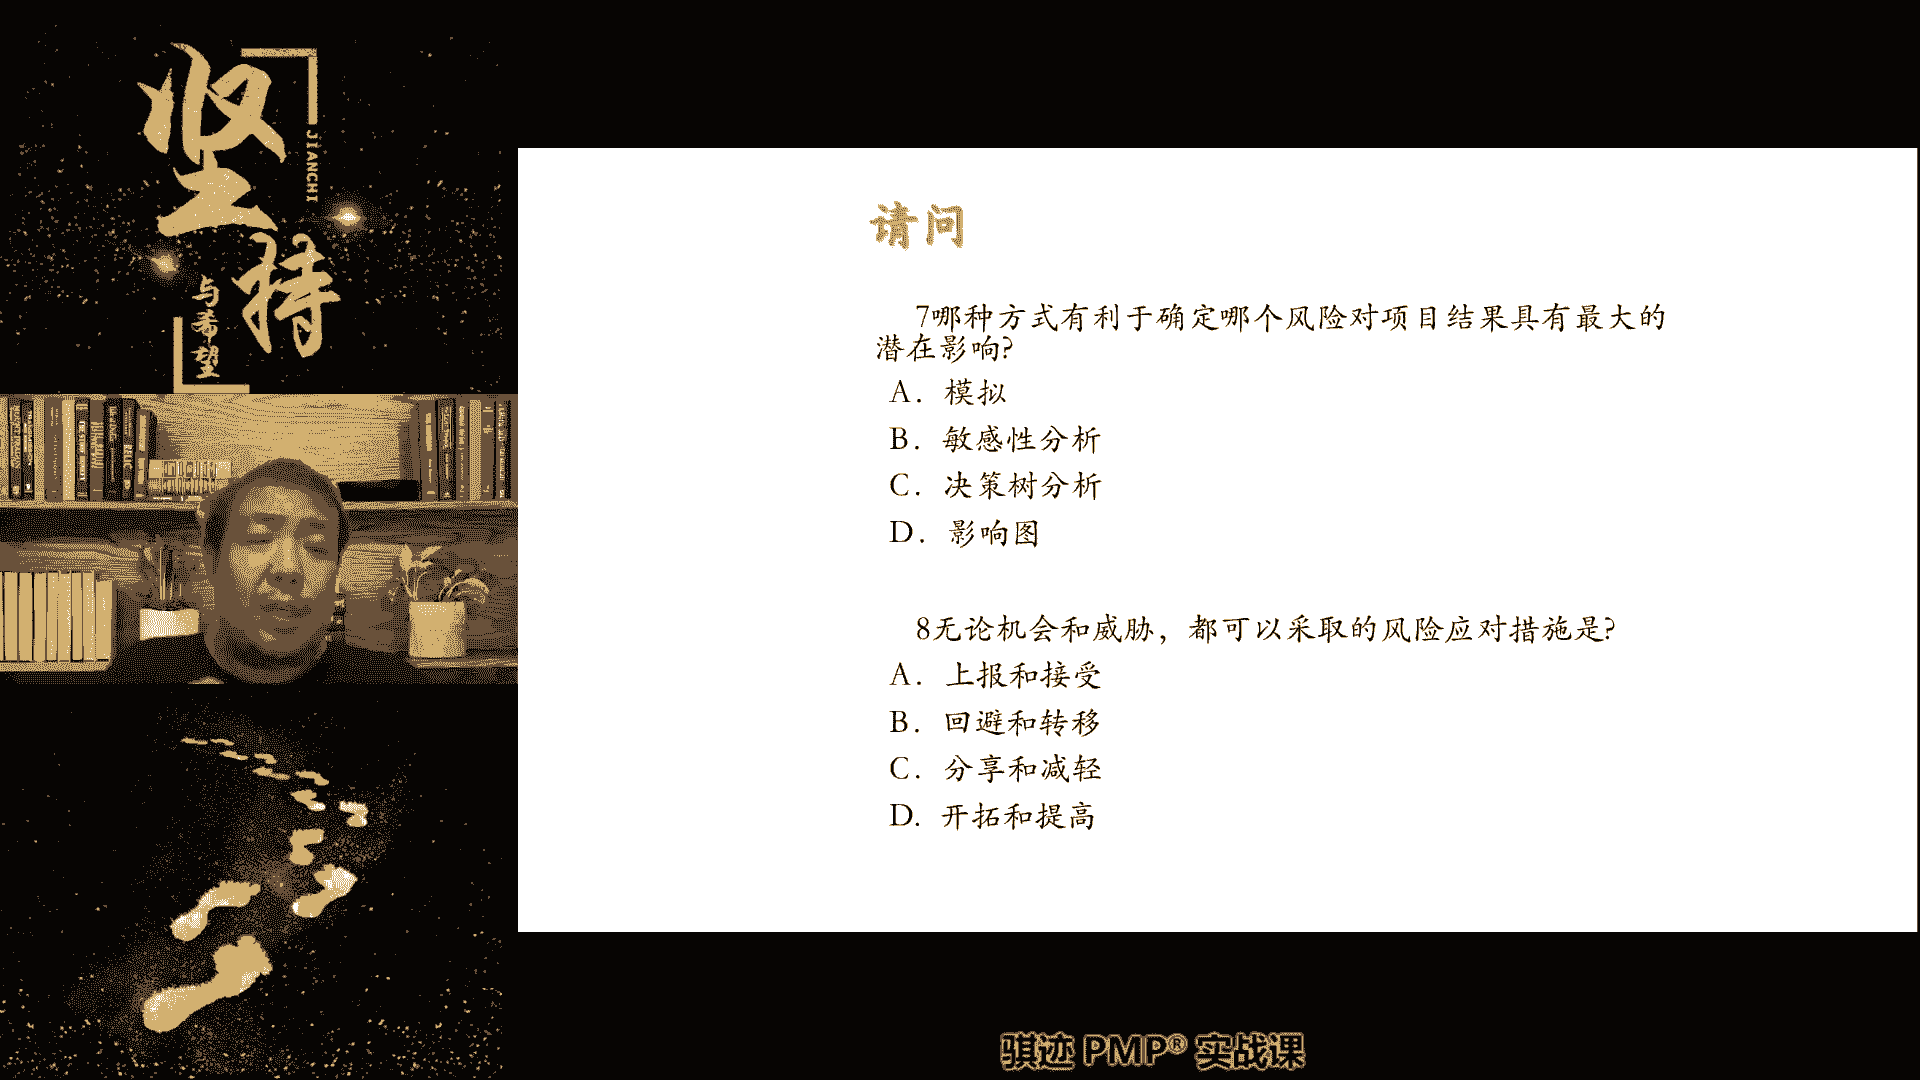 坚持
JIANCHI
与希望
请问
7哪种方式有利于确定哪个风险对项目结果具有最大的
潜在影响?
A. 模拟
B. 敏感性分析
C. 决策树分析
D. 影响图
8无论机会和威胁，都可以采取的风险应对措施是?
A. 上报和接受
B. 回避和转移
C. 分享和减轻
D. 开拓和提高
骐迹 PMP® 实战课